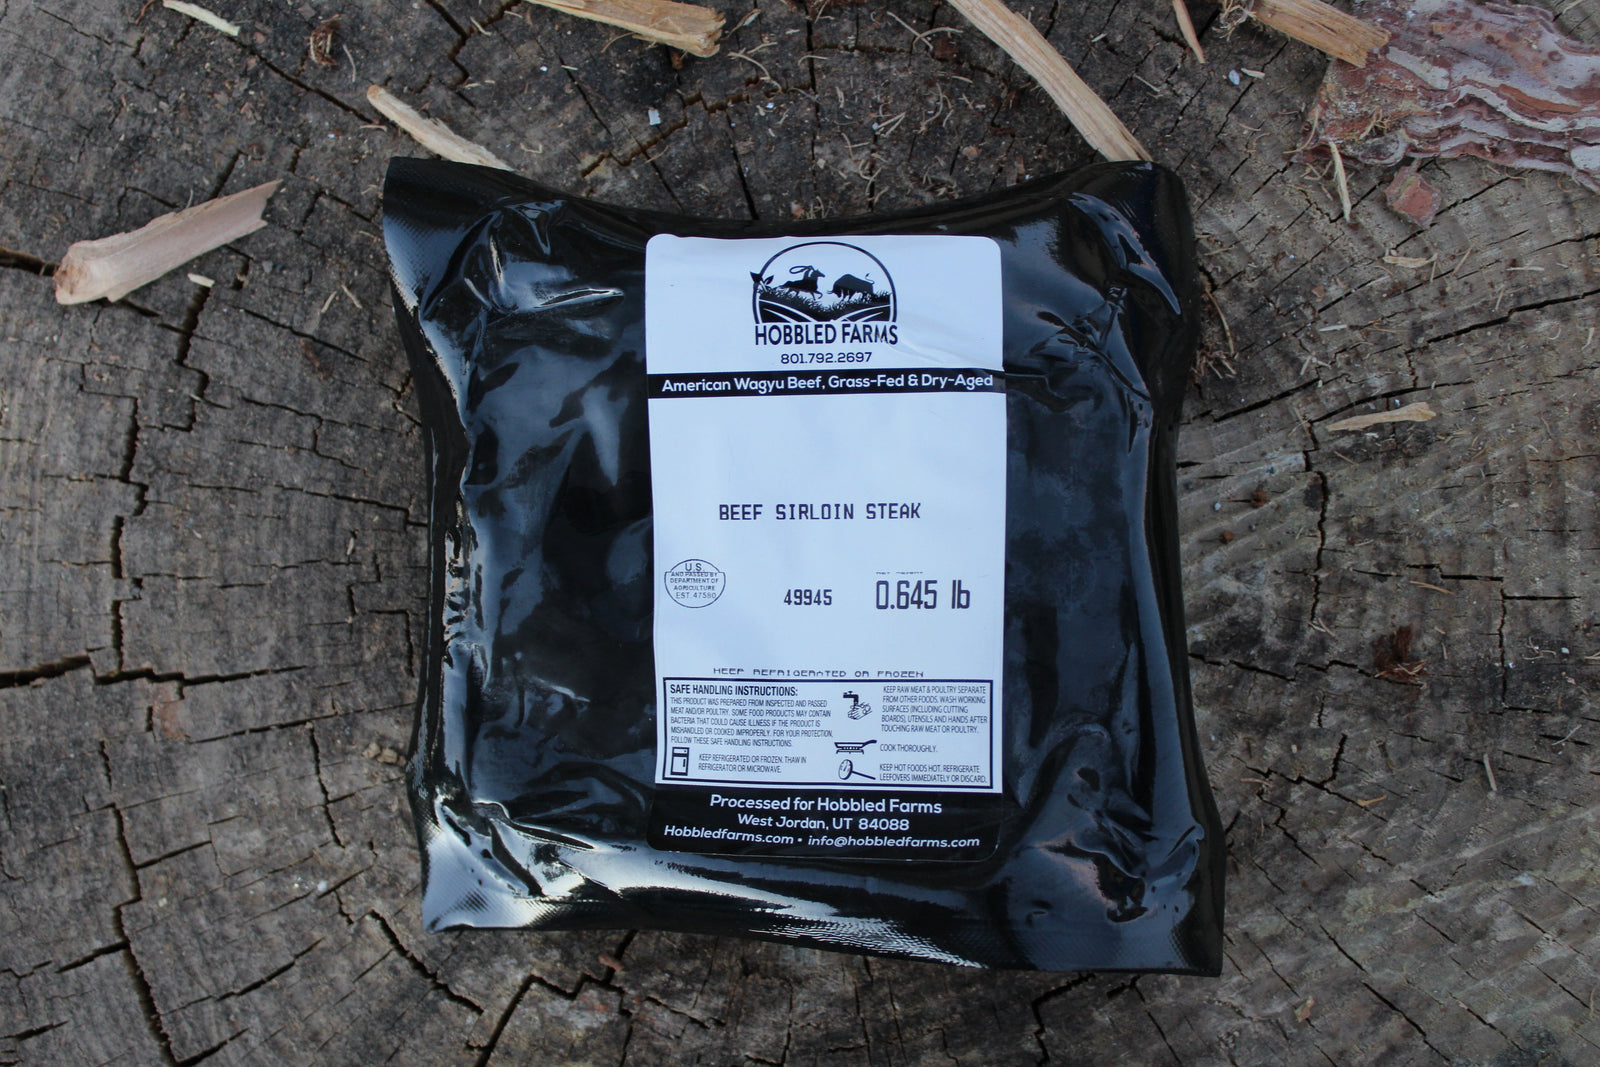 HOBBLED FARMS
801.792.2697
American Wagyu Beef, Grass-Fed & Dry-Aged
BEEF SIRLOIN STEAK
U.S.
AND PASSED BY
DEPARTMENT OF
AGRICULTURE
EST. 47580
49945
NET WEIGHT
0.645 lb
KEEP REFRIGERATED OR FROZEN
SAFE HANDLING INSTRUCTIONS:
THIS PRODUCT WAS PREPARED FROM INSPECTED AND PASSED
MEAT AND/OR POULTRY. SOME FOOD PRODUCTS MAY CONTAIN
BACTERIA THAT COULD CAUSE ILLNESS IF THE PRODUCT IS
MISHANDLED OR COOKED IMPROPERLY. FOR YOUR PROTECTION,
FOLLOW THESE SAFE HANDLING INSTRUCTIONS.
KEEP REFRIGERATED OR FROZEN. THAW IN
REFRIGERATOR OR MICROWAVE.
KEEP RAW MEAT & POULTRY SEPARATE
FROM OTHER FOODS. WASH WORKING
SURFACES (INCLUDING CUTTING
BOARDS), UTENSILS AND HANDS AFTER
TOUCHING RAW MEAT OR POULTRY.
COOK THOROUGHLY.
KEEP HOT FOODS HOT. REFRIGERATE
LEEFOVERS IMMEDIATELY OR DISCARD.
Processed for Hobbled Farms
West Jordan, UT 84088
Hobbledfarms.com • info@hobbledfarms.com